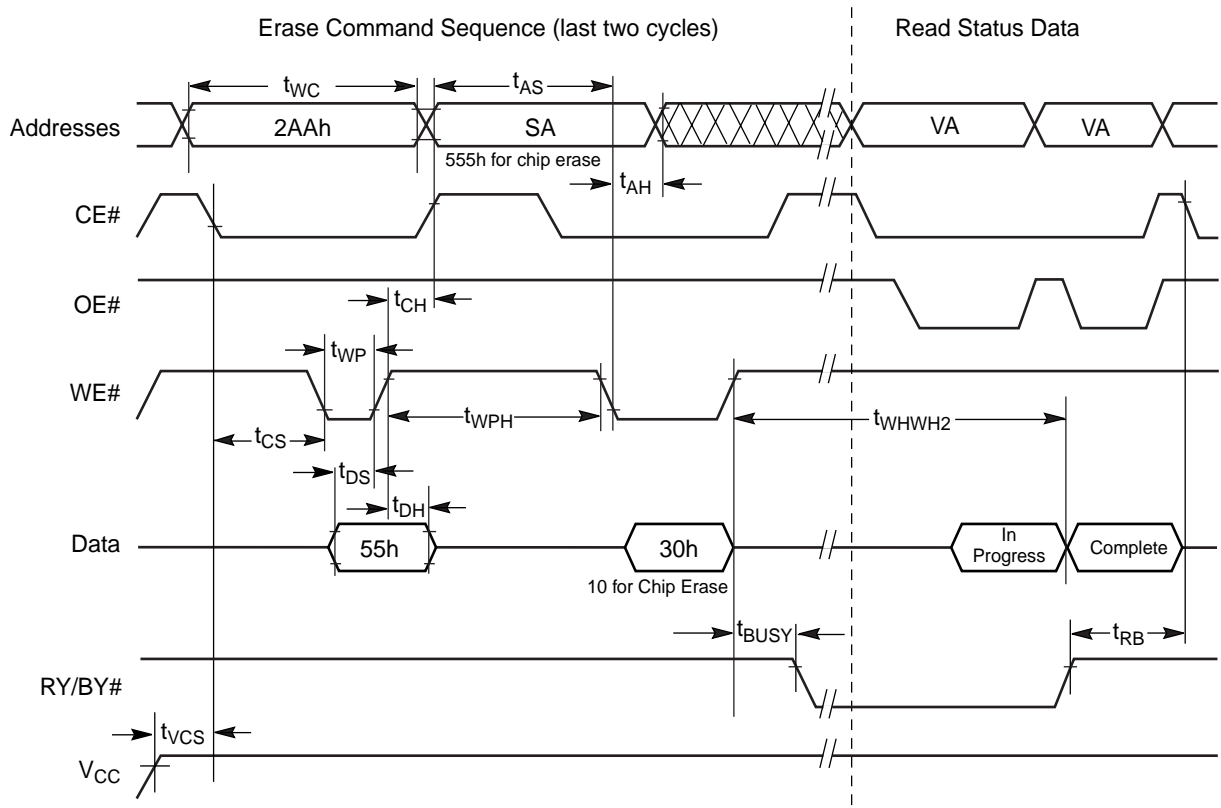 Erase Command Sequence (last two cycles)
Read Status Data
tWC
tAS
Addresses
2AAh
SA
VA
VA
555h for chip erase
tAH
CE#
OE#
tCH
tWP
WE#
tWPH
tWHWH2
tCS
tDS
tDH
Data
55h
30h
In
Progress
Complete
10 for Chip Erase
tBUSY
tRB
RY/BY#
tVCS
VCC